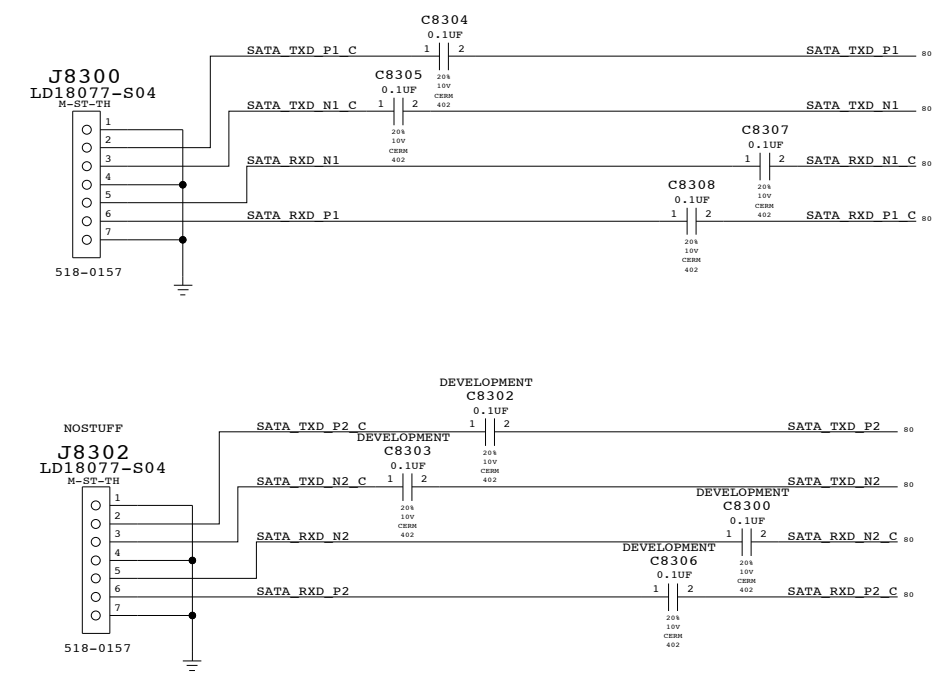 C8304
0.1UF
SATA_TXD_P1_C 1 2 SATA_TXD_P1 80
20%
10V
CERM
402
J8300
LD18077-S04
M-ST-TH
C8305
0.1UF
SATA_TXD_N1_C 1 2 SATA_TXD_N1 80
20%
10V
CERM
402
C8307
0.1UF
SATA_RXD_N1 1 2 SATA_RXD_N1_C 80
20%
10V
CERM
402
C8308
0.1UF
SATA_RXD_P1 1 2 SATA_RXD_P1_C 80
20%
10V
CERM
402
1
2
3
4
5
6
7
518-0157
DEVELOPMENT
C8302
0.1UF
SATA_TXD_P2_C 1 2 SATA_TXD_P2 80
20%
10V
CERM
402
NOSTUFF
J8302
LD18077-S04
M-ST-TH
DEVELOPMENT
C8303
0.1UF
SATA_TXD_N2_C 1 2 SATA_TXD_N2 80
20%
10V
CERM
402
DEVELOPMENT
C8300
0.1UF
SATA_RXD_N2 1 2 SATA_RXD_N2_C 80
20%
10V
CERM
402
DEVELOPMENT
C8306
0.1UF
SATA_RXD_P2 1 2 SATA_RXD_P2_C 80
20%
10V
CERM
402
1
2
3
4
5
6
7
518-0157